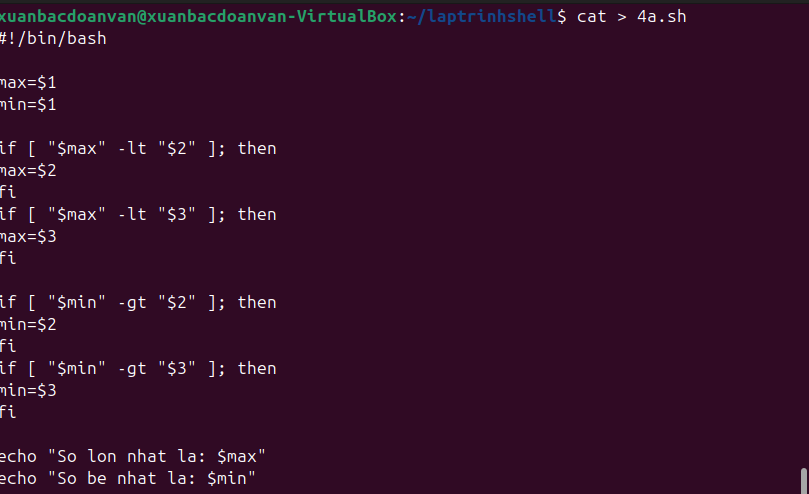 xuanbacdoanvan@xuanbacdoanvan-VirtualBox:~/laptrinhshell$ cat > 4a.sh
#!/bin/bash
max=$1
min=$1
if [ "$max" -lt "$2" ]; then
max=$2
fi
if [ "$max" -lt "$3" ]; then
max=$3
fi
if [ "$min" -gt "$2" ]; then
min=$2
fi
if [ "$min" -gt "$3" ]; then
min=$3
fi
echo "So lon nhat la: $max"
echo "So be nhat la: $min"